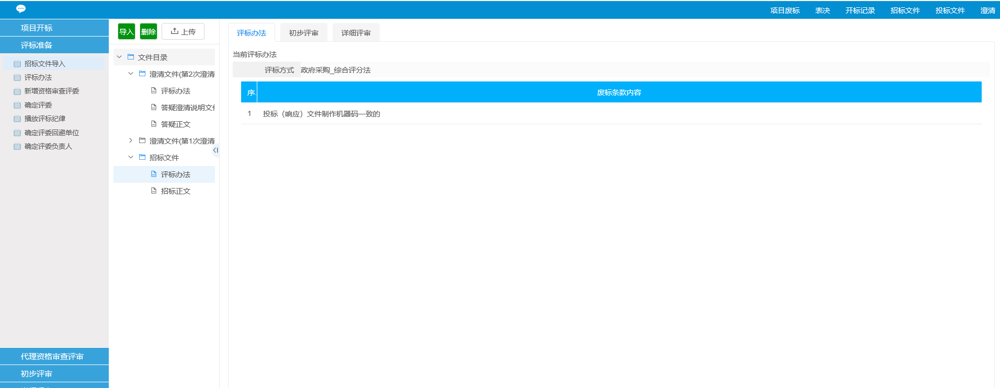 项目废标 表决 开标记录 招标文件 投标文件 澄清
项目开标
评标准备
招标文件导入
评标办法
新增资格审查评委
确定评委
播放评标纪律
确定评委回避单位
确定评委负责人
代理资格审查评审
初步评审
导入 删除 上传
文件目录
澄清文件(第2次澄清
评标办法
答疑澄清说明文件
答疑正文
澄清文件(第1次澄清
招标文件
评标办法
招标正文
评标办法 初步评审 详细评审
当前评标办法
评标方式 政府采购_综合评分法
序. 废标条款内容
1 投标（响应）文件制作机器码一致的